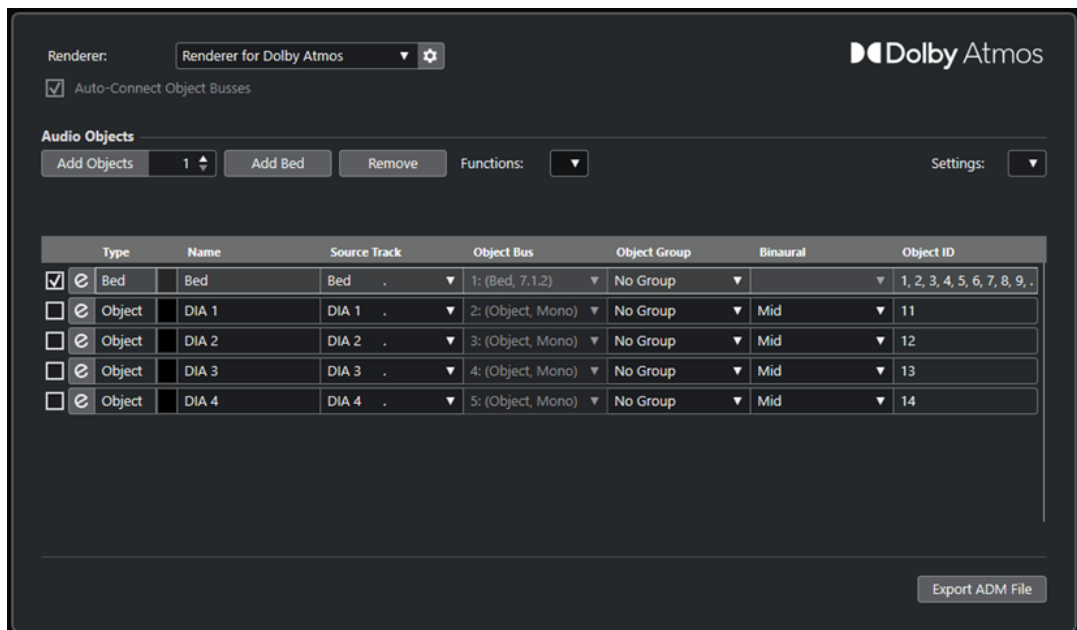 Renderer: Renderer for Dolby Atmos Dolby Atmos
Auto-Connect Object Busses
Audio Objects
Add Objects 1 Add Bed Remove Functions: Settings:
Type Name Source Track Object Bus Object Group Binaural Object ID
e Bed Bed Bed . 1: (Bed, 7.1.2) No Group 1, 2, 3, 4, 5, 6, 7, 8, 9, .
e Object DIA 1 DIA 1 . 2: (Object, Mono) No Group Mid 11
e Object DIA 2 DIA 2 . 3: (Object, Mono) No Group Mid 12
e Object DIA 3 DIA 3 . 4: (Object, Mono) No Group Mid 13
e Object DIA 4 DIA 4 . 5: (Object, Mono) No Group Mid 14
Export ADM File